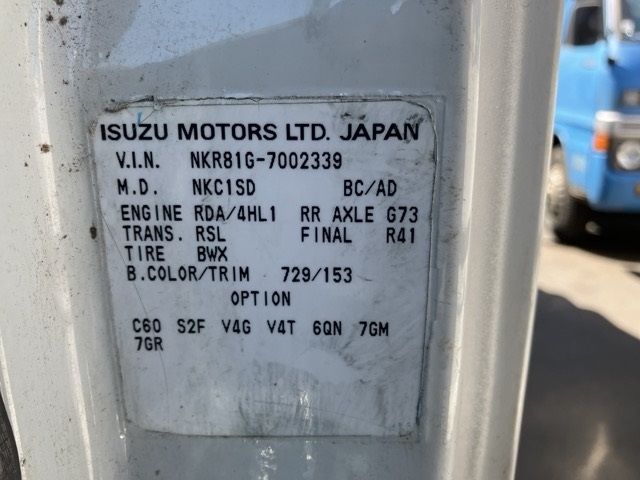 ISUZU MOTORS LTD. JAPAN
V.I.N. NKR81G-7002339
M.D. NKC1SD BC/AD
ENGINE RDA/4HL1 RR AXLE G73
TRANS. RSL FINAL R41
TIRE BWX
B.COLOR/TRIM 729/153
OPTION
C60 S2F V4G V4T 6QN 7GM
7GR